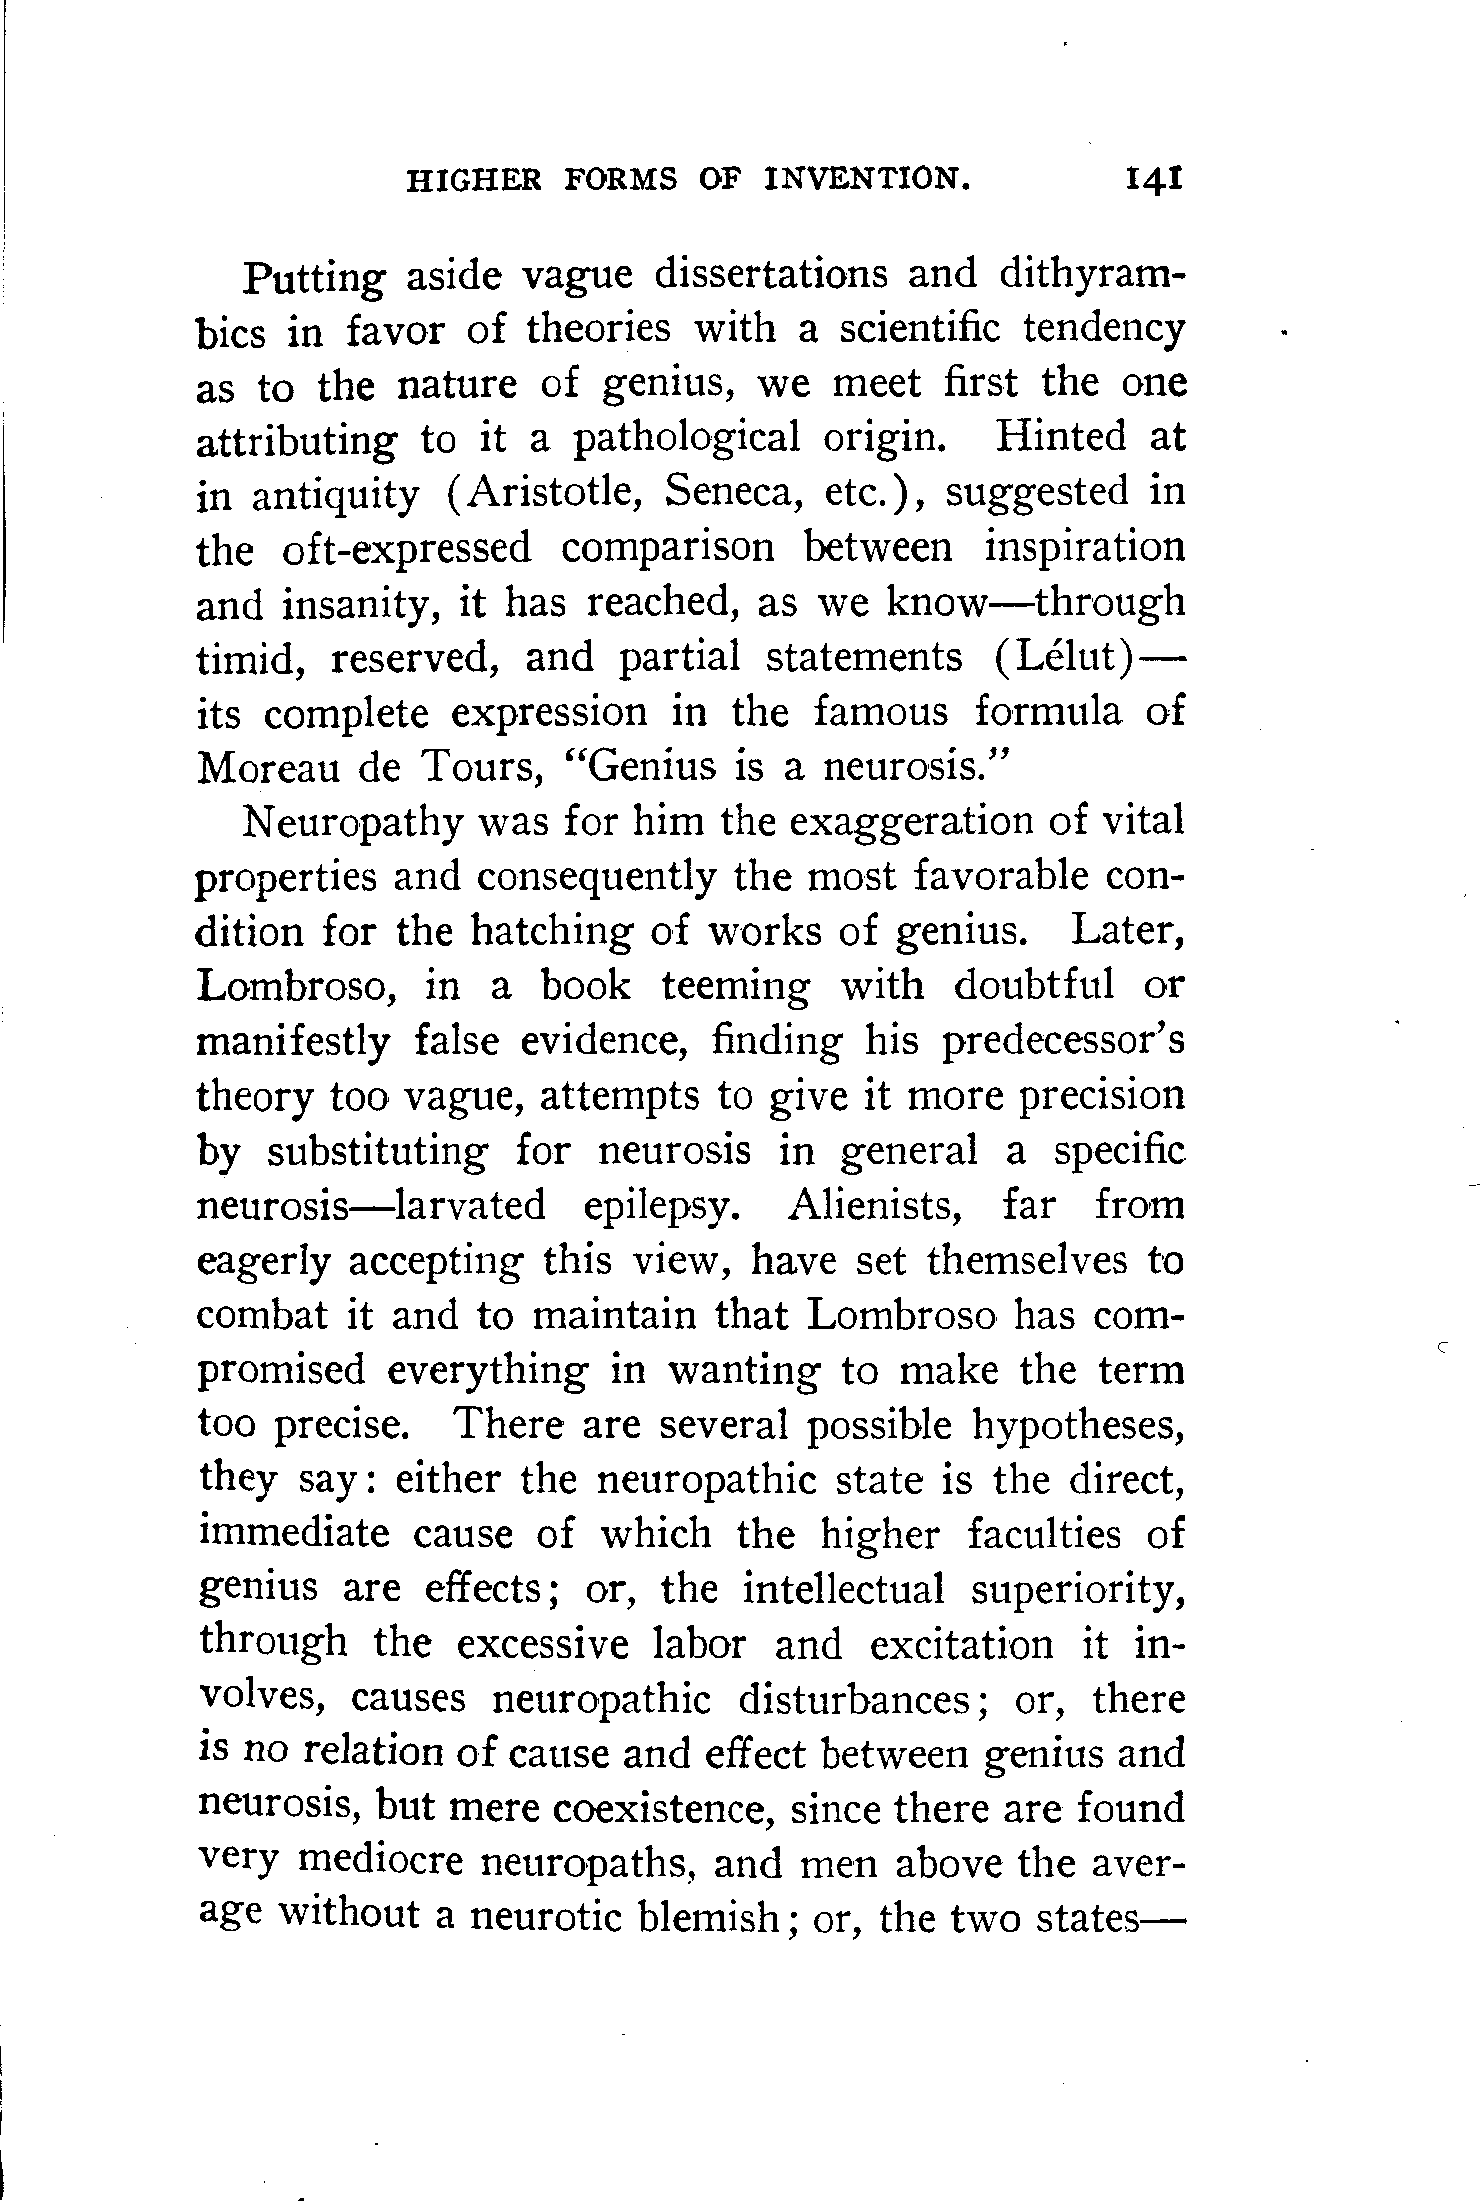 HIGHER FORMS OF INVENTION. 141
Putting aside vague dissertations and dithyram-
bics in favor of theories with a scientific tendency
as to the nature of genius, we meet first the one
attributing to it a pathological origin. Hinted at
in antiquity (Aristotle, Seneca, etc.), suggested in
the oft-expressed comparison between inspiration
and insanity, it has reached, as we know—through
timid, reserved, and partial statements (Lélut)—
its complete expression in the famous formula of
Moreau de Tours, “Genius is a neurosis.”
Neuropathy was for him the exaggeration of vital
properties and consequently the most favorable con-
dition for the hatching of works of genius. Later,
Lombroso, in a book teeming with doubtful or
manifestly false evidence, finding his predecessor’s
theory too vague, attempts to give it more precision
by substituting for neurosis in general a specific
neurosis—larvated epilepsy. Alienists, far from
eagerly accepting this view, have set themselves to
combat it and to maintain that Lombroso has com-
promised everything in wanting to make the term
too precise. There are several possible hypotheses,
they say: either the neuropathic state is the direct,
immediate cause of which the higher faculties of
genius are effects; or, the intellectual superiority,
through the excessive labor and excitation it in-
volves, causes neuropathic disturbances; or, there
is no relation of cause and effect between genius and
neurosis, but mere coexistence, since there are found
very mediocre neuropaths, and men above the aver-
age without a neurotic blemish; or, the two states—